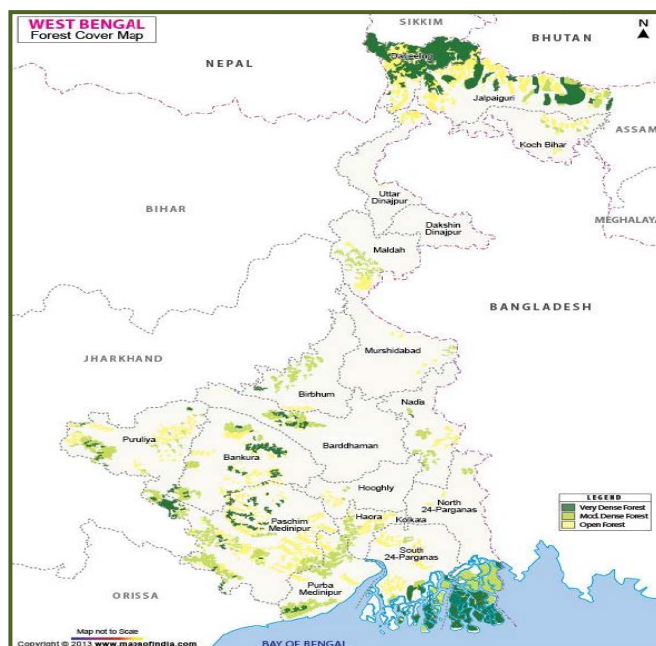 WEST BENGAL
Forest Cover Map
SIKKIM
N
BHUTAN
NEPAL
Darjeeling
Jalpaiguri
ASSAM
Koch Bihar
Uttar
Dinajpur
BIHAR
Dakshin
Dinajpur
MEGHALAYA
Maldah
BANGLADESH
Murshidabad
JHARKHAND
Birbhum
Nadia
Puruliya
Barddhaman
Bankura
Hooghly
North
24-Parganas
LEGEND
Very Dense Forest
Mod. Dense Forest
Open Forest
Paschim
Medinipur
Haora
Kolkata
South
24-Parganas
Purba
Medinipur
ORISSA
Map not to Scale
Copyright © 2013 www.mapsofindia.com
BAY OF BENGAL